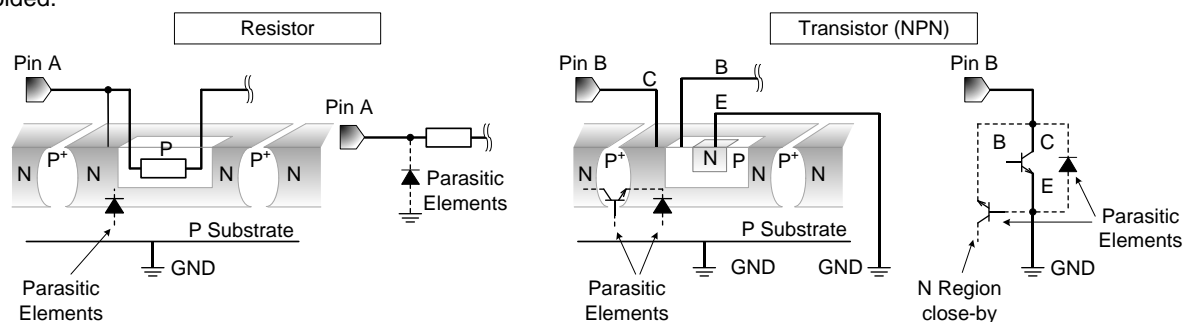 Resistor
Pin A
P
N
P+
N
N
P+
N
P Substrate
GND
Parasitic
Elements
Pin A
Parasitic
Elements
Transistor (NPN)
Pin B
C
B
E
N
P+
N
N
P
N
P+
N
P Substrate
GND
GND
Parasitic
Elements
Pin B
B
C
E
Parasitic
Elements
GND
N Region
close-by